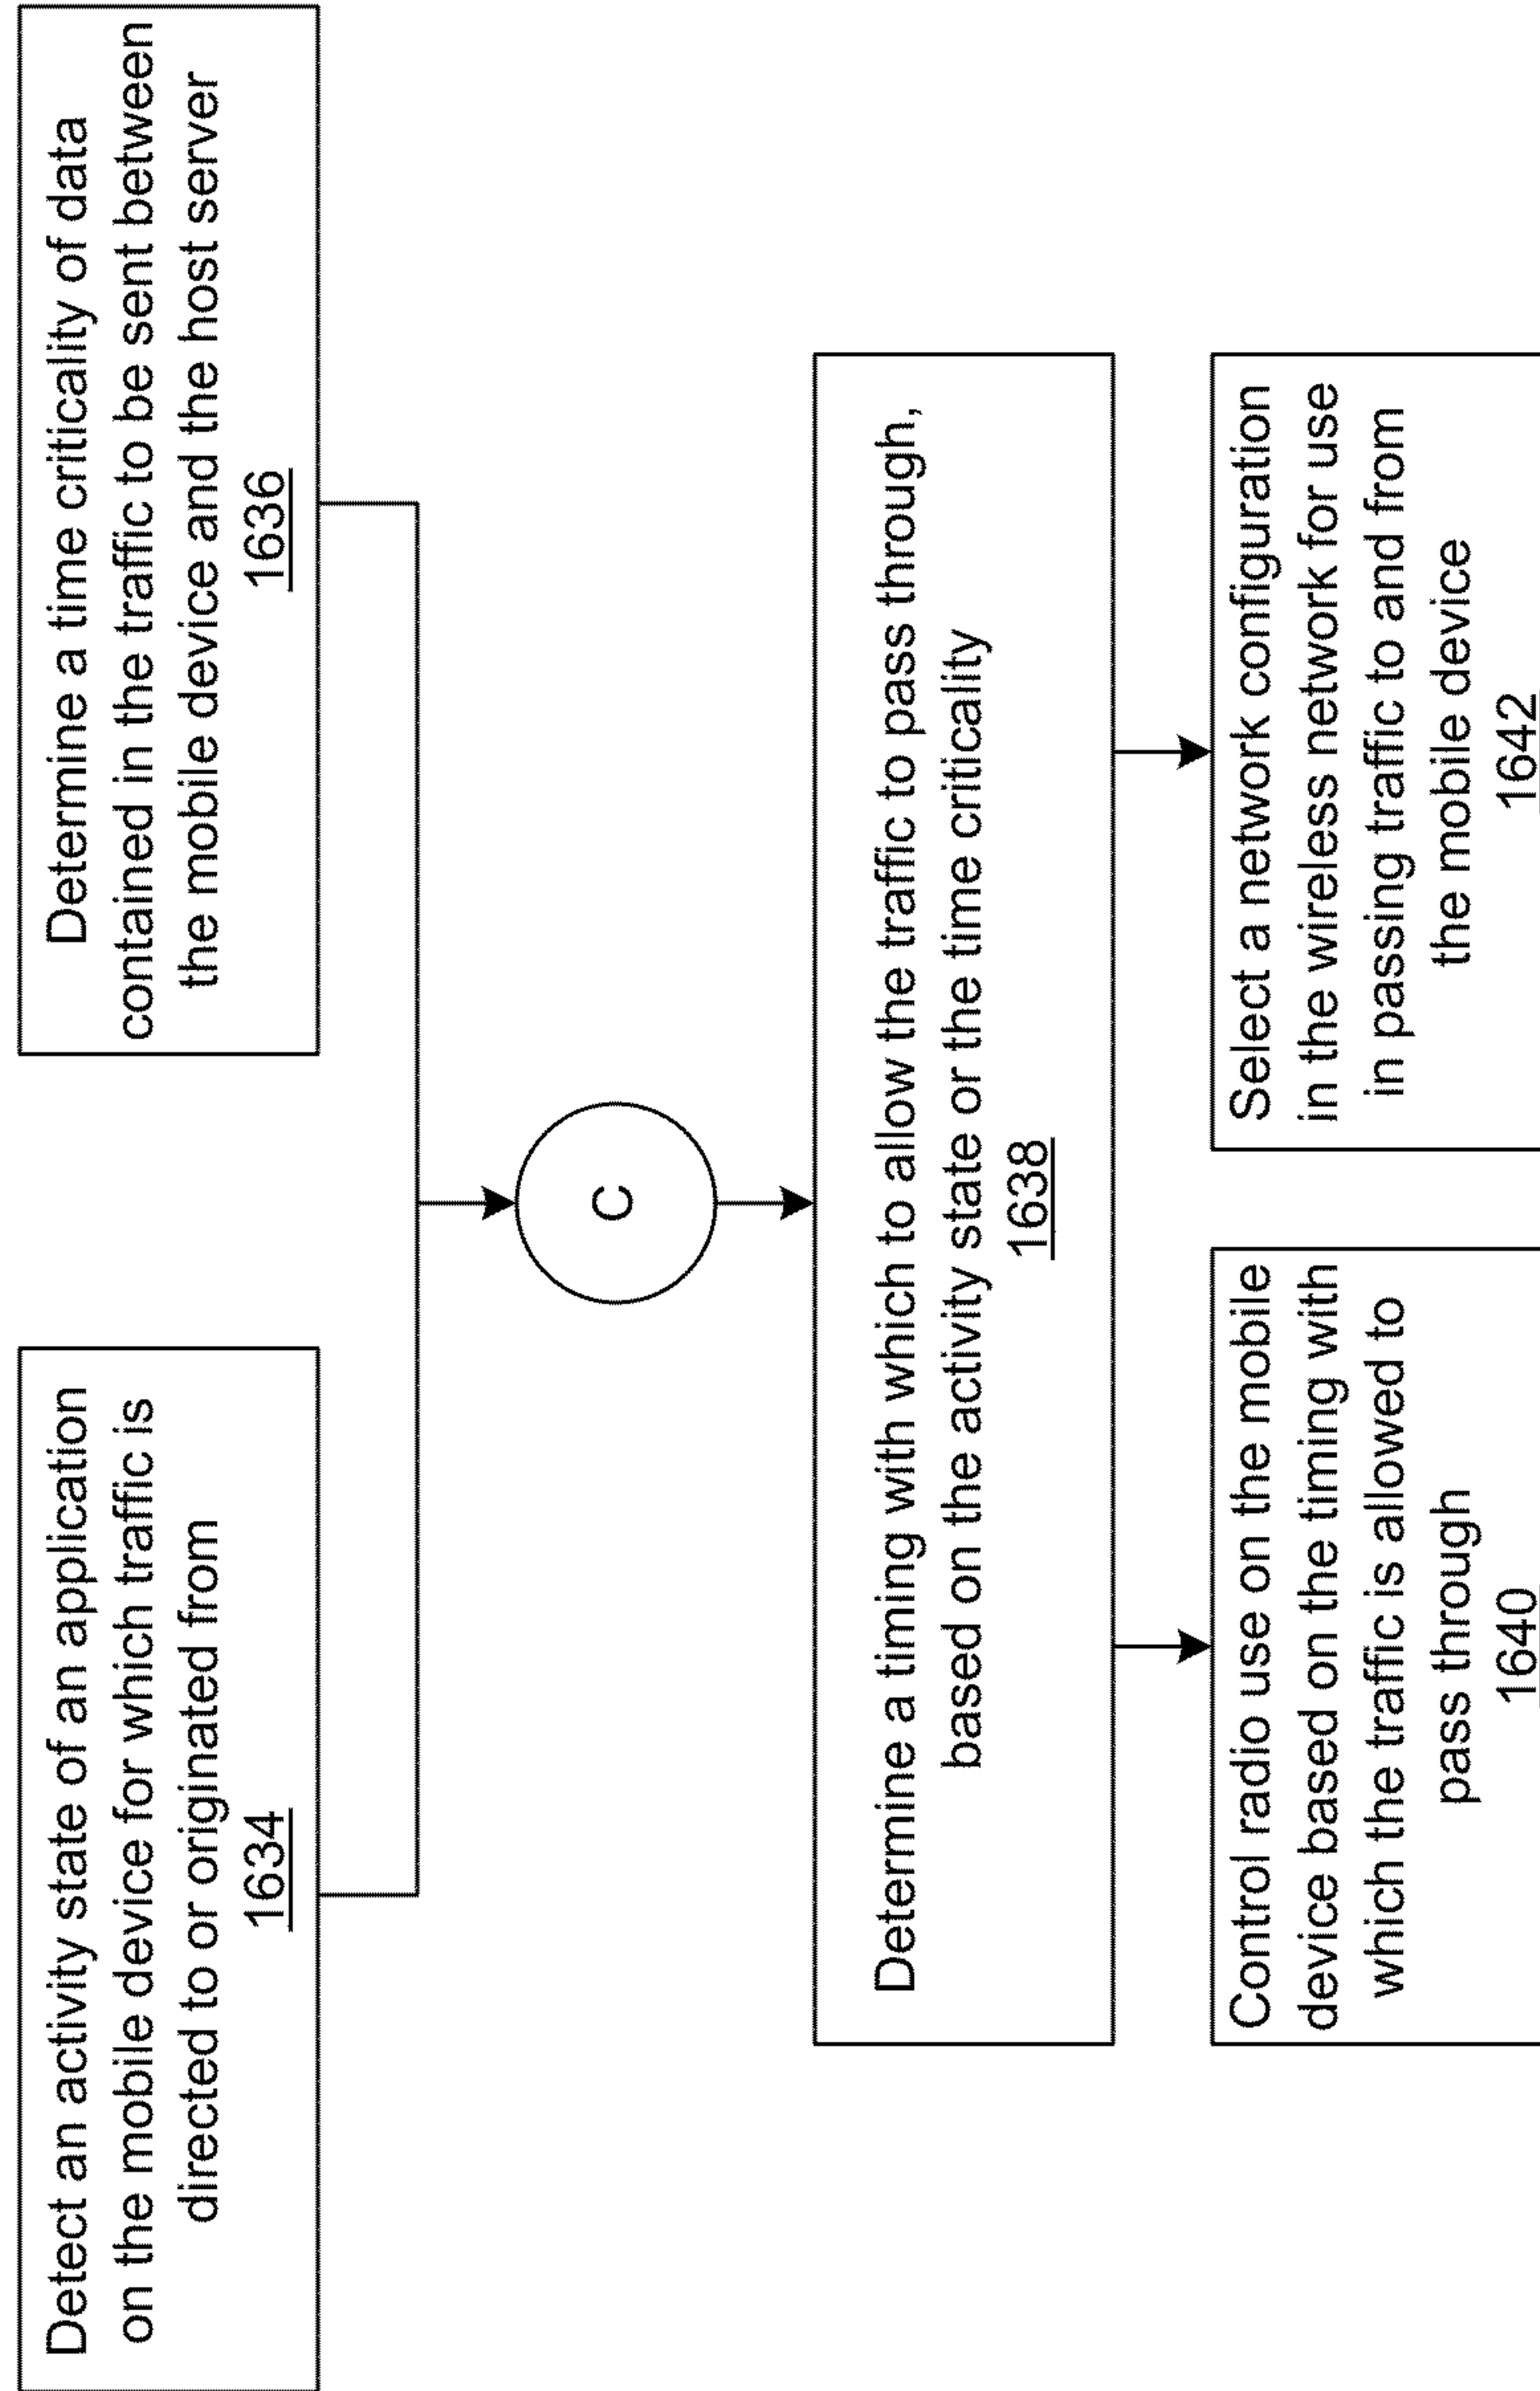 Detect an activity state of an application
on the mobile device for which traffic is
directed to or originated from
1634
Determine a time criticality of data
contained in the traffic to be sent between
the mobile device and the host server
1636
C
Determine a timing with which to allow the traffic to pass through,
based on the activity state or the time criticality
1638
Control radio use on the mobile
device based on the timing with
which the traffic is allowed to
pass through
1640
Select a network configuration
in the wireless network for use
in passing traffic to and from
the mobile device
1642